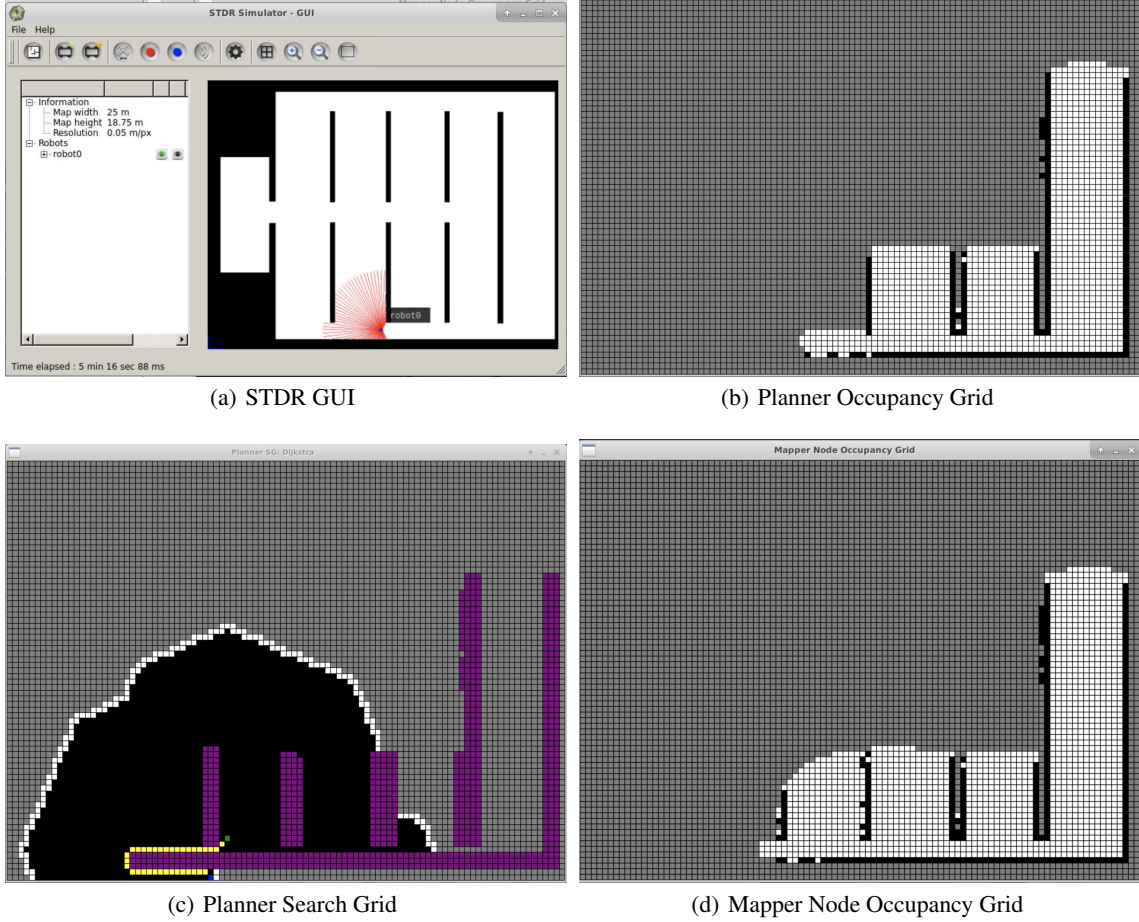 STDR Simulator - GUI
File Help
Information
Map width 25 m
Map height 18.75 m
Resolution 0.05 m/px
Robots
robot0
robot0
Time elapsed : 5 min 16 sec 88 ms
(a) STDR GUI
(b) Planner Occupancy Grid
Planner SG: Dijkstra
Mapper Node Occupancy Grid
(c) Planner Search Grid
(d) Mapper Node Occupancy Grid